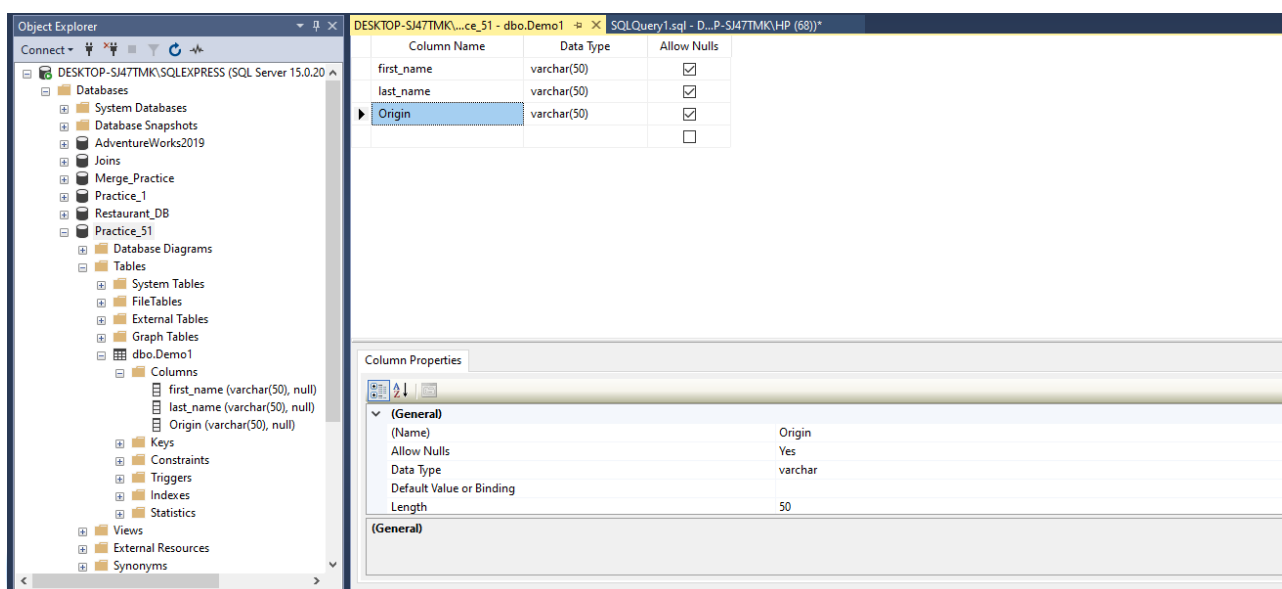 Object Explorer
Connect
DESKTOP-SJ47TMK\SQLEXPRESS (SQL Server 15.0.20
Databases
System Databases
Database Snapshots
AdventureWorks2019
Joins
Merge_Practice
Practice_1
Restaurant_DB
Practice_51
Database Diagrams
Tables
System Tables
FileTables
External Tables
Graph Tables
dbo.Demo1
Columns
first_name (varchar(50), null)
last_name (varchar(50), null)
Origin (varchar(50), null)
Keys
Constraints
Triggers
Indexes
Statistics
Views
External Resources
Synonyms
DESKTOP-SJ47TMK\...ce_51 - dbo.Demo1 SQLQuery1.sql - D...P-SJ47TMK\HP (68))*
Column Name Data Type Allow Nulls
first_name varchar(50)
last_name varchar(50)
Origin varchar(50)
Column Properties
(General)
(Name) Origin
Allow Nulls Yes
Data Type varchar
Default Value or Binding
Length 50
(General)